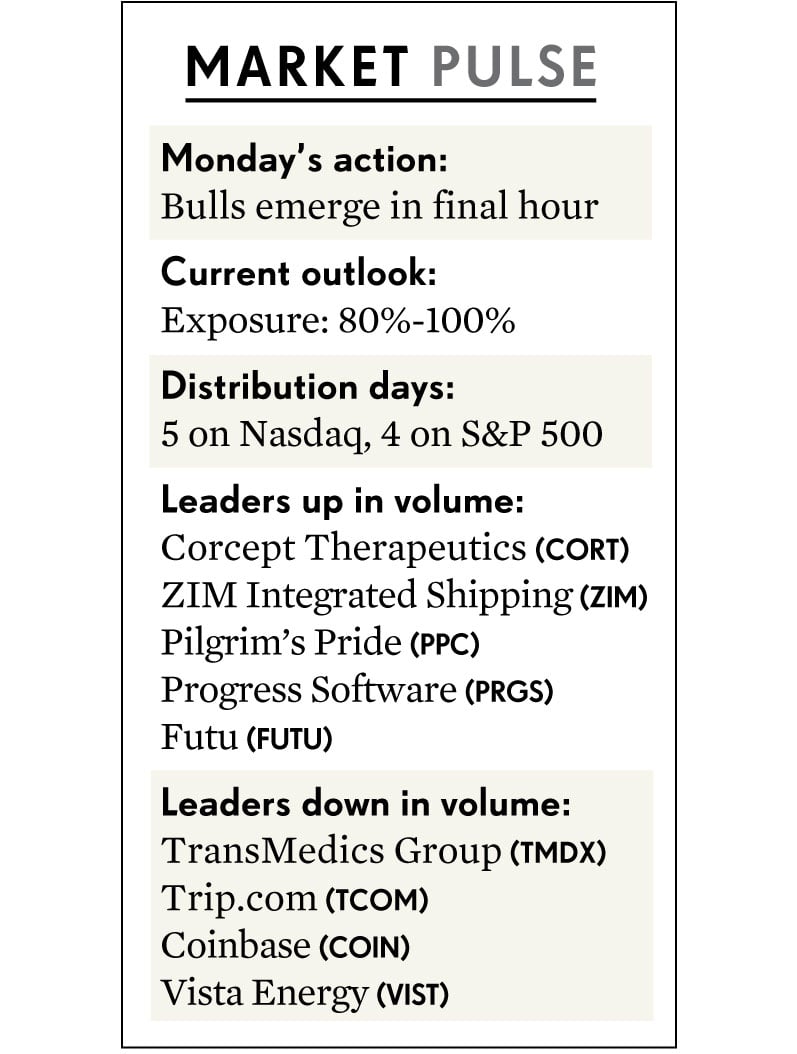 MARKET PULSE
Monday’s action:
Bulls emerge in final hour
Current outlook:
Exposure: 80%-100%
Distribution days:
5 on Nasdaq, 4 on S&P 500
Leaders up in volume:
Corcept Therapeutics (CORT)
ZIM Integrated Shipping (ZIM)
Pilgrim’s Pride (PPC)
Progress Software (PRGS)
Futu (FUTU)
Leaders down in volume:
TransMedics Group (TMDX)
Trip.com (TCOM)
Coinbase (COIN)
Vista Energy (VIST)